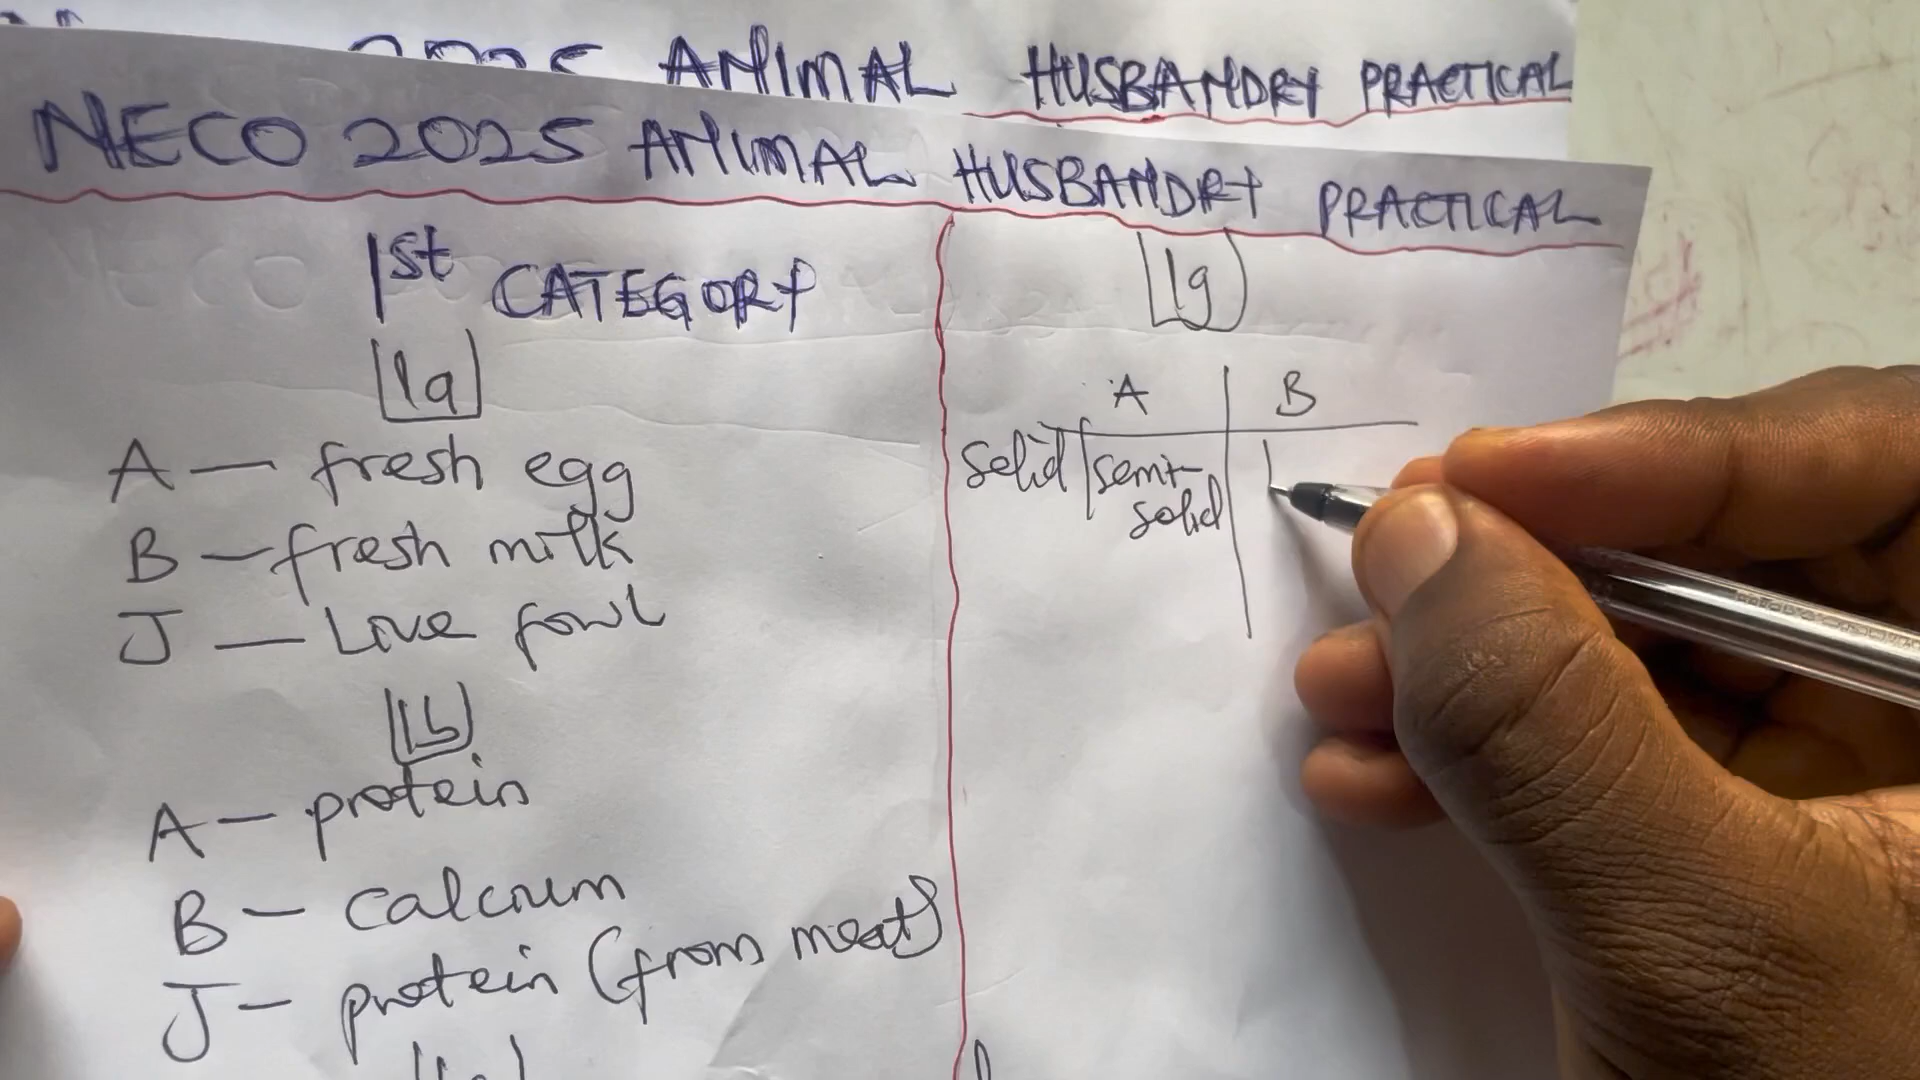 2025 ANIMAL HUSBANDRY PRACTICAL
NECO 2025 ANIMAL HUSBANDRY PRACTICAL
1st CATEGORY
1a
A — fresh egg
B — fresh milk
J — Live fowl
1b
A — protein
B — calcium
J — protein (from meat)
1g
A B
Solid/semi-
solid